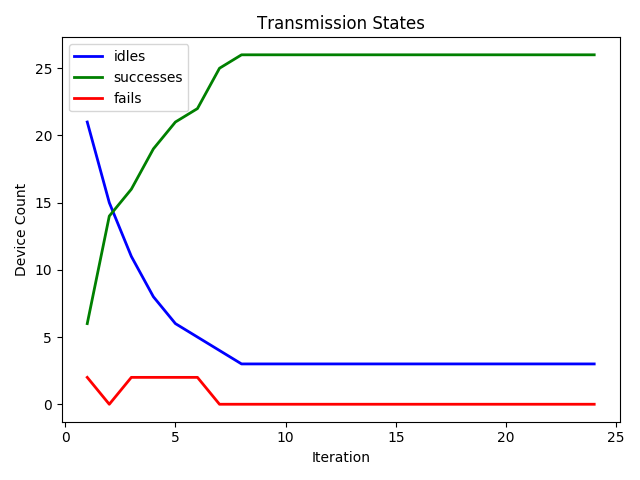 Transmission States
idles
successes
fails
Device Count
25
20
15
10
5
0
0
5
10
15
20
25
Iteration